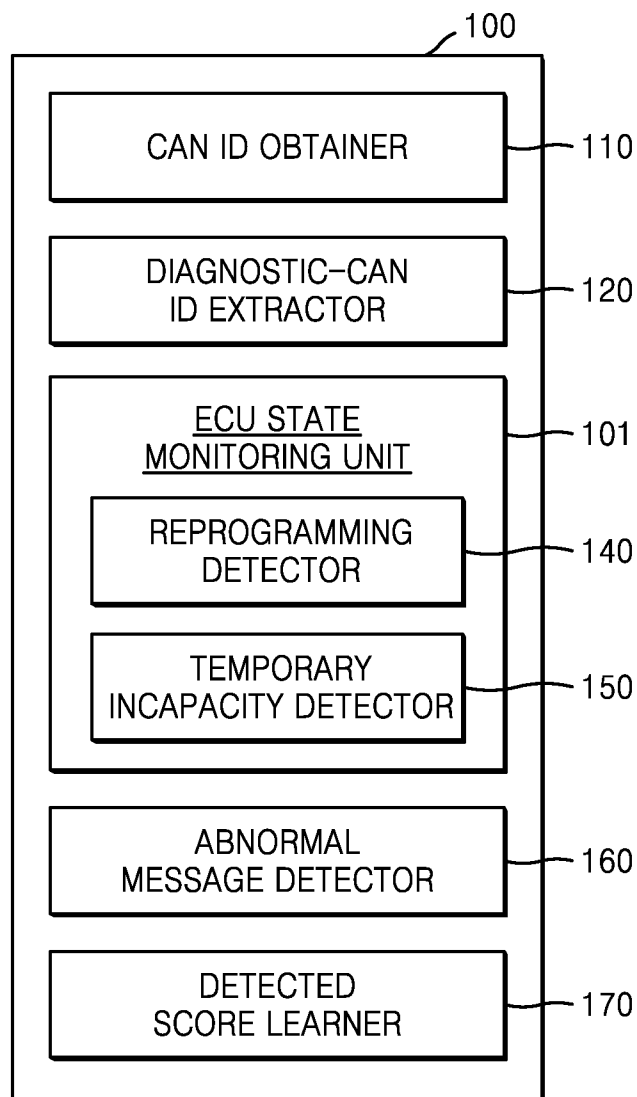 100
CAN ID OBTAINER
110
DIAGNOSTIC-CAN
ID EXTRACTOR
120
ECU STATE
MONITORING UNIT
101
REPROGRAMMING
DETECTOR
140
TEMPORARY
INCAPACITY DETECTOR
150
ABNORMAL
MESSAGE DETECTOR
160
DETECTED
SCORE LEARNER
170